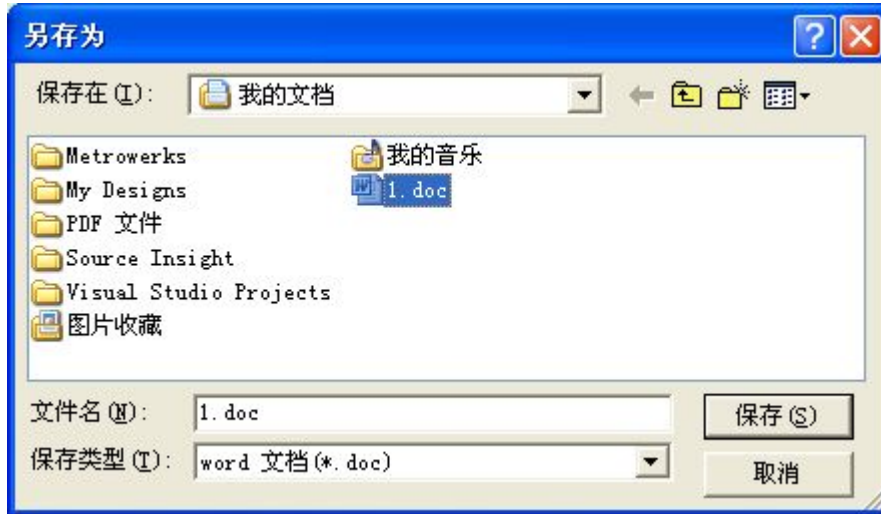 另存为
保存在(I): 我的文档
Metrowerks
My Designs
PDF 文件
Source Insight
Visual Studio Projects
图片收藏
我的音乐
1.doc
文件名(N): 1.doc
保存(S)
保存类型(T): word 文档(*.doc)
取消